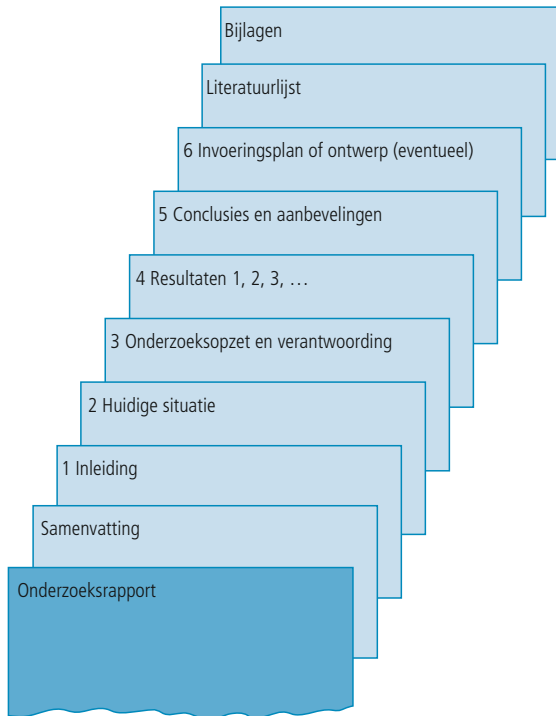 Bijlagen
Literatuurlijst
6 Invoeringsplan of ontwerp (eventueel)
5 Conclusies en aanbevelingen
4 Resultaten 1, 2, 3, …
3 Onderzoeksopzet en verantwoording
2 Huidige situatie
1 Inleiding
Samenvatting
Onderzoeksrapport